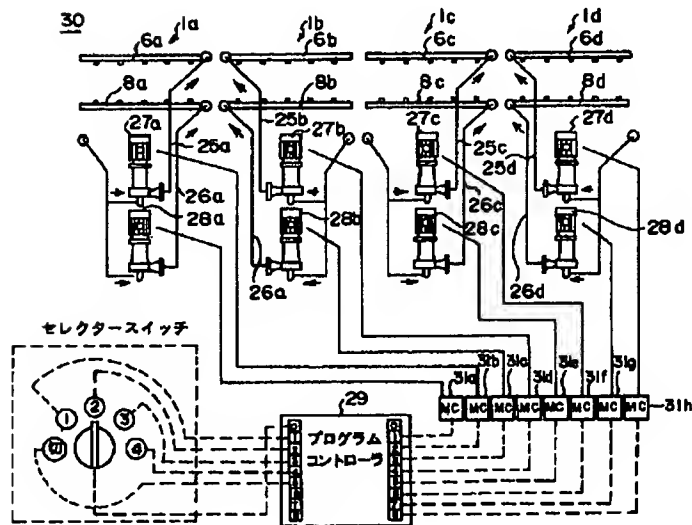 30
1a 1b 1c 1d
6a 6b 6c 6d
8a 8b 8c 8d
27a 25a 25b 27b 27c 25c 27d
25d
26a 26c
28a 28b 28c 28d
26a 26d
セレクタースイッチ
31a 31b 31c 31d 31e 31f 31g
29
MC MC MC MC MC MC MC MC 31h
切 1 2 3 4
プログラム
コントローラ